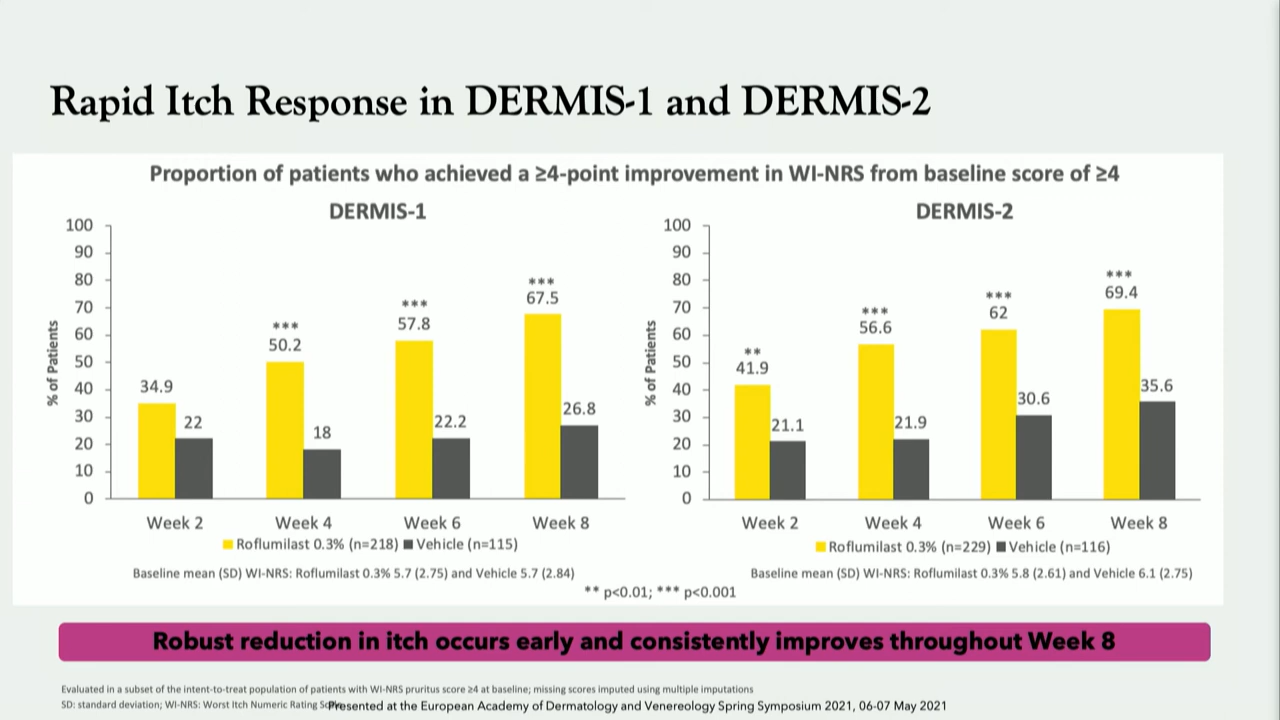 Rapid Itch Response in DERMIS-1 and DERMIS-2
Proportion of patients who achieved a ≥4-point improvement in WI-NRS from baseline score of ≥4
DERMIS-1
100
90
80
70
60
50
40
30
20
10
0
% of Patients
34.9
22
***
50.2
18
***
57.8
22.2
***
67.5
26.8
Week 2 Week 4 Week 6 Week 8
Roflumilast 0.3% (n=218) Vehicle (n=115)
Baseline mean (SD) WI-NRS: Roflumilast 0.3% 5.7 (2.75) and Vehicle 5.7 (2.84)
DERMIS-2
100
90
80
70
60
50
40
30
20
10
0
% of Patients
**
41.9
21.1
***
56.6
21.9
***
62
30.6
***
69.4
35.6
Week 2 Week 4 Week 6 Week 8
Roflumilast 0.3% (n=229) Vehicle (n=116)
Baseline mean (SD) WI-NRS: Roflumilast 0.3% 5.8 (2.61) and Vehicle 6.1 (2.75)
** p<0.01; *** p<0.001
Robust reduction in itch occurs early and consistently improves throughout Week 8
Evaluated in a subset of the intent-to-treat population of patients with WI-NRS pruritus score ≥4 at baseline; missing scores imputed using multiple imputations
SD: standard deviation; WI-NRS: Worst Itch Numeric Rating
Presented at the European Academy of Dermatology and Venereology Spring Symposium 2021, 06-07 May 2021